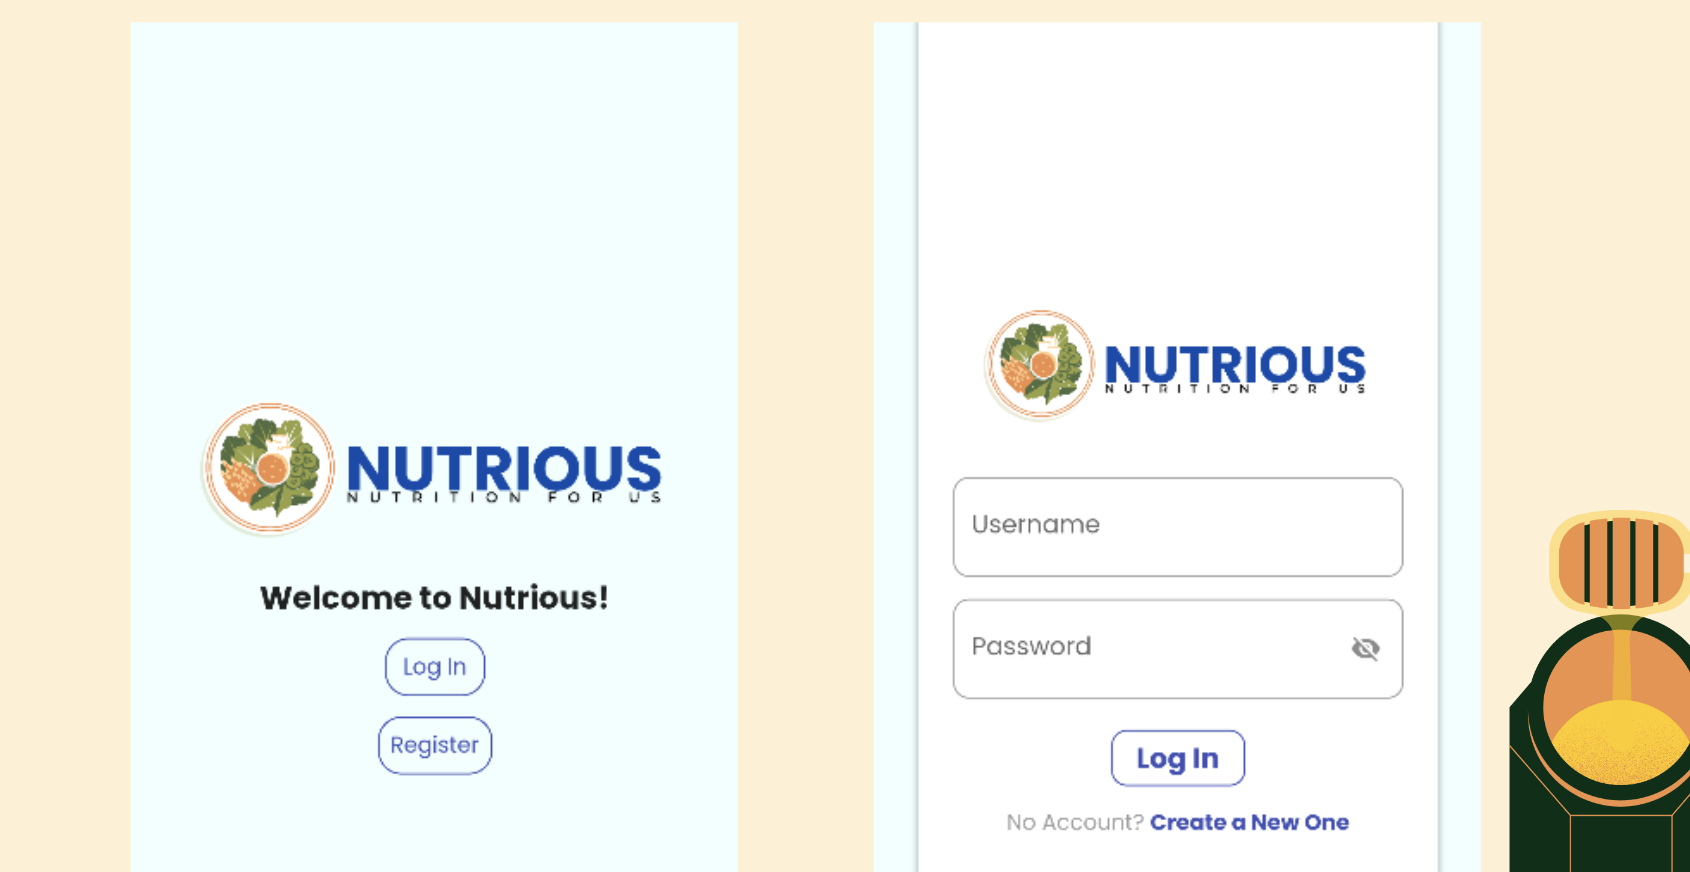 NUTRIOUS
NUTRITION FOR US
Welcome to Nutrious!
Log In
Register
NUTRIOUS
NUTRITION FOR US
Username
Password
Log In
No Account? Create a New One